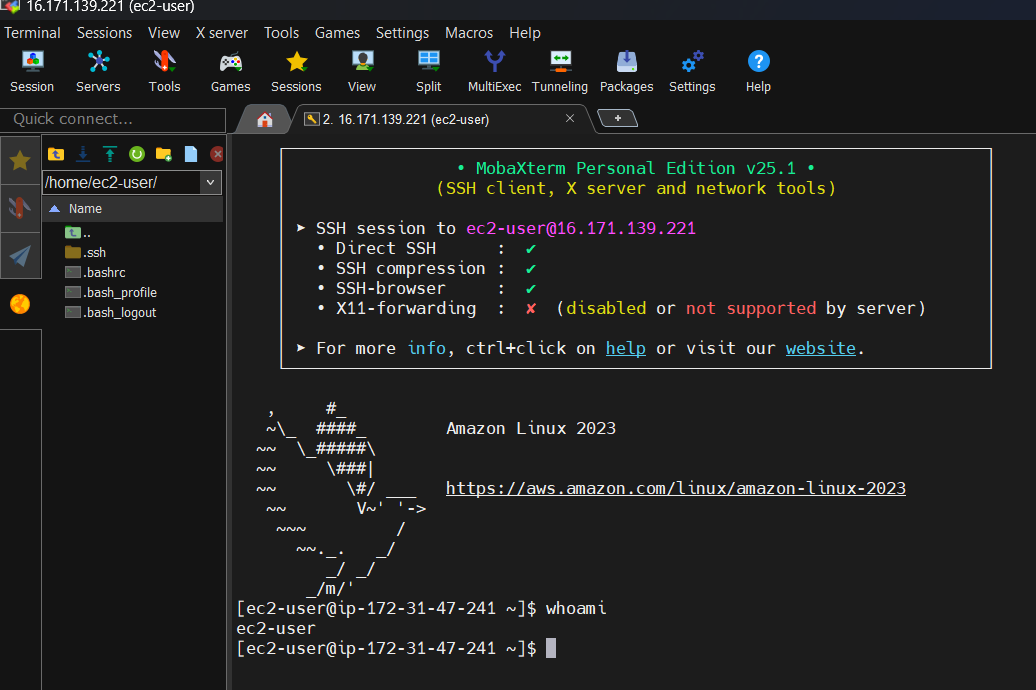 16.171.139.221 (ec2-user)
Terminal Sessions View X server Tools Games Settings Macros Help
Session Servers Tools Games Sessions View Split MultiExec Tunneling Packages Settings Help
Quick connect...
2. 16.171.139.221 (ec2-user)
/home/ec2-user/
Name
..
.ssh
.bashrc
.bash_profile
.bash_logout
• MobaXterm Personal Edition v25.1 •
(SSH client, X server and network tools)
➤ SSH session to ec2-user@16.171.139.221
• Direct SSH : ✔
• SSH compression : ✔
• SSH-browser : ✔
• X11-forwarding : ✘ (disabled or not supported by server)
➤ For more info, ctrl+click on help or visit our website.
   ,     #_
   ~\_  ####_        Amazon Linux 2023
  ~~  \_#####\
  ~~     \###|
  ~~       \#/ ___   https://aws.amazon.com/linux/amazon-linux-2023
   ~~       V~' '->
    ~~~         /
      ~~._.   _/
         _/ _/
       _/m/'
[ec2-user@ip-172-31-47-241 ~]$ whoami
ec2-user
[ec2-user@ip-172-31-47-241 ~]$